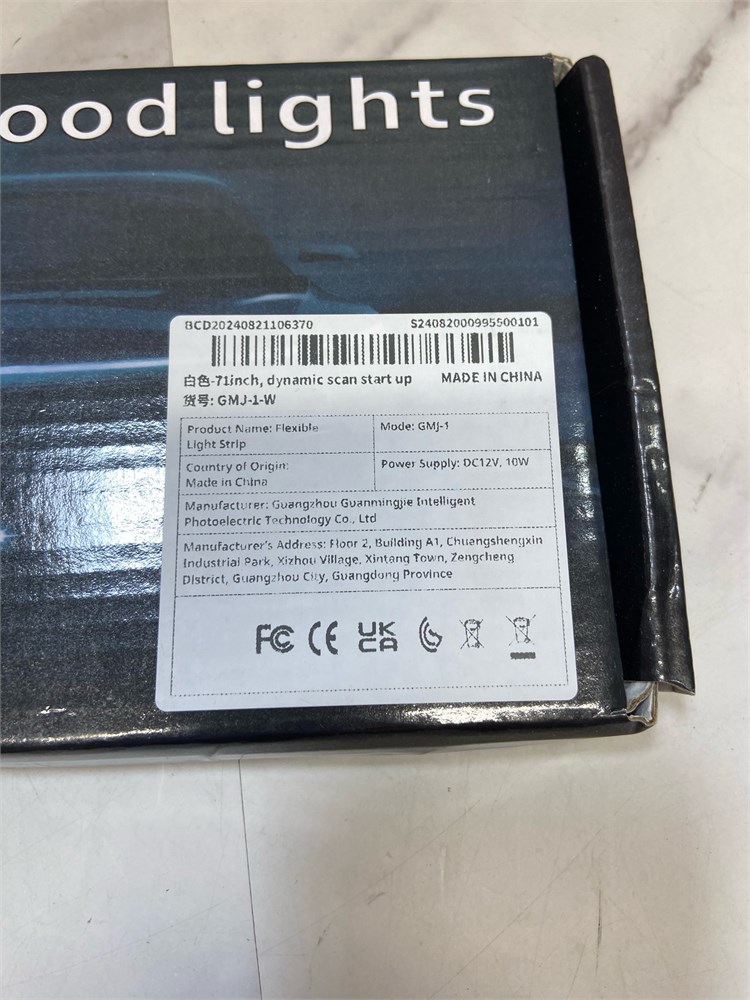 ood lights
BCD20240821106370 S24082000995500101
白色-71inch, dynamic scan start up MADE IN CHINA
货号: GMJ-1-W
Product Name: Flexible
Light Strip
Mode: GMJ-1
Country of Origin:
Made in China
Power Supply: DC12V, 10W
Manufacturer: Guangzhou Guanmingjie Intelligent
Photoelectric Technology Co., Ltd
Manufacturer's Address: Floor 2, Building A1, Chuangshengxin
Industrial Park, Xizhou Village, Xintang Town, Zengcheng
District, Guangzhou City, Guangdong Province
FC CE UK
CA